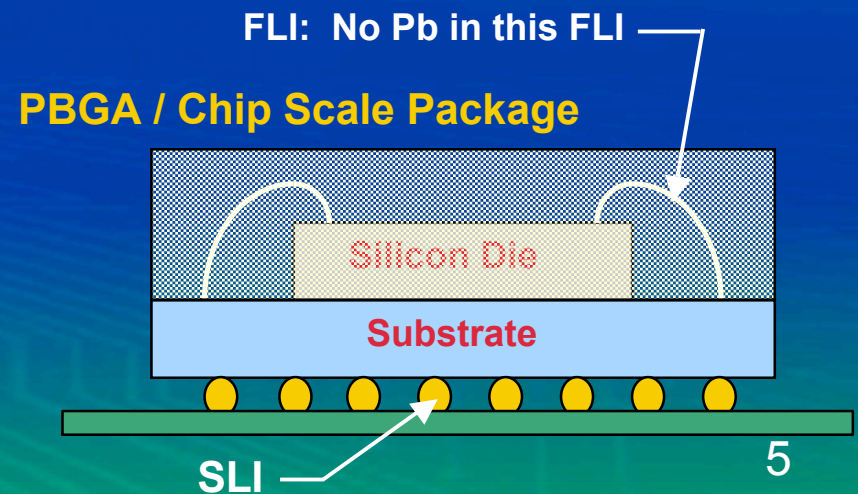 FLI: No Pb in this FLI
PBGA / Chip Scale Package
Silicon Die
Substrate
SLI
5